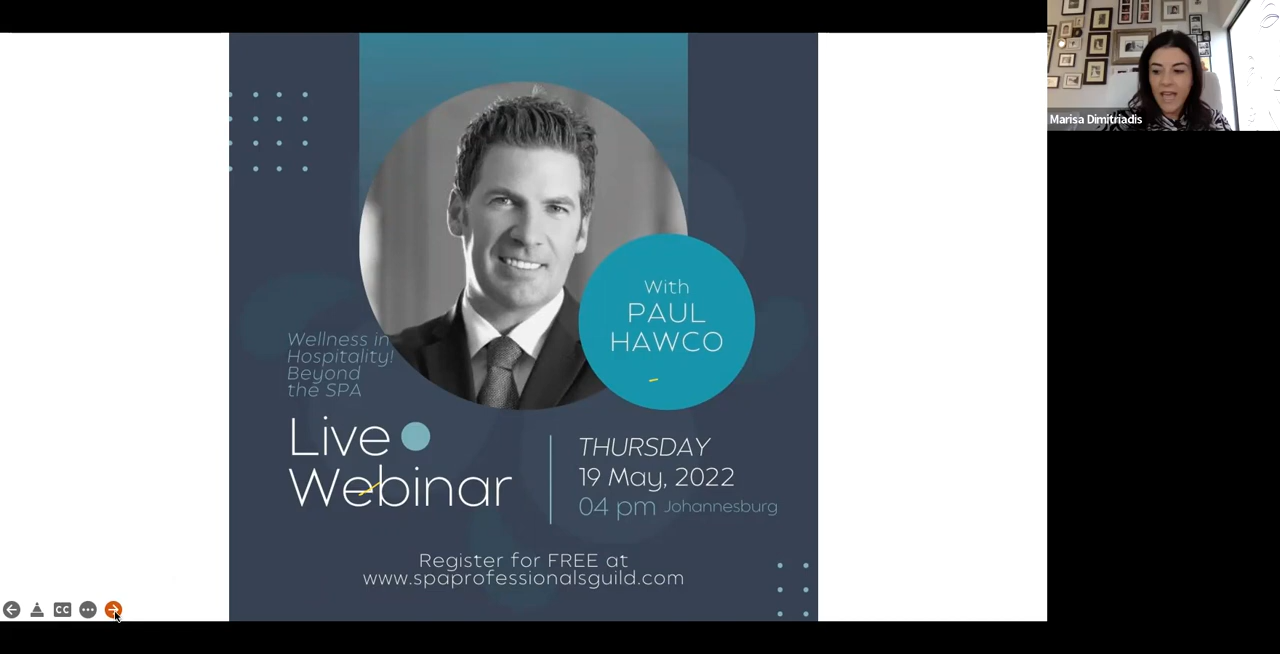 Marisa Dimitriadis
With
PAUL
HAWCO
Wellness in
Hospitality!
Beyond
the SPA
Live
Webinar
THURSDAY
19 May, 2022
04 pm Johannesburg
Register for FREE at
www.spaprofessionalsguild.com
CC